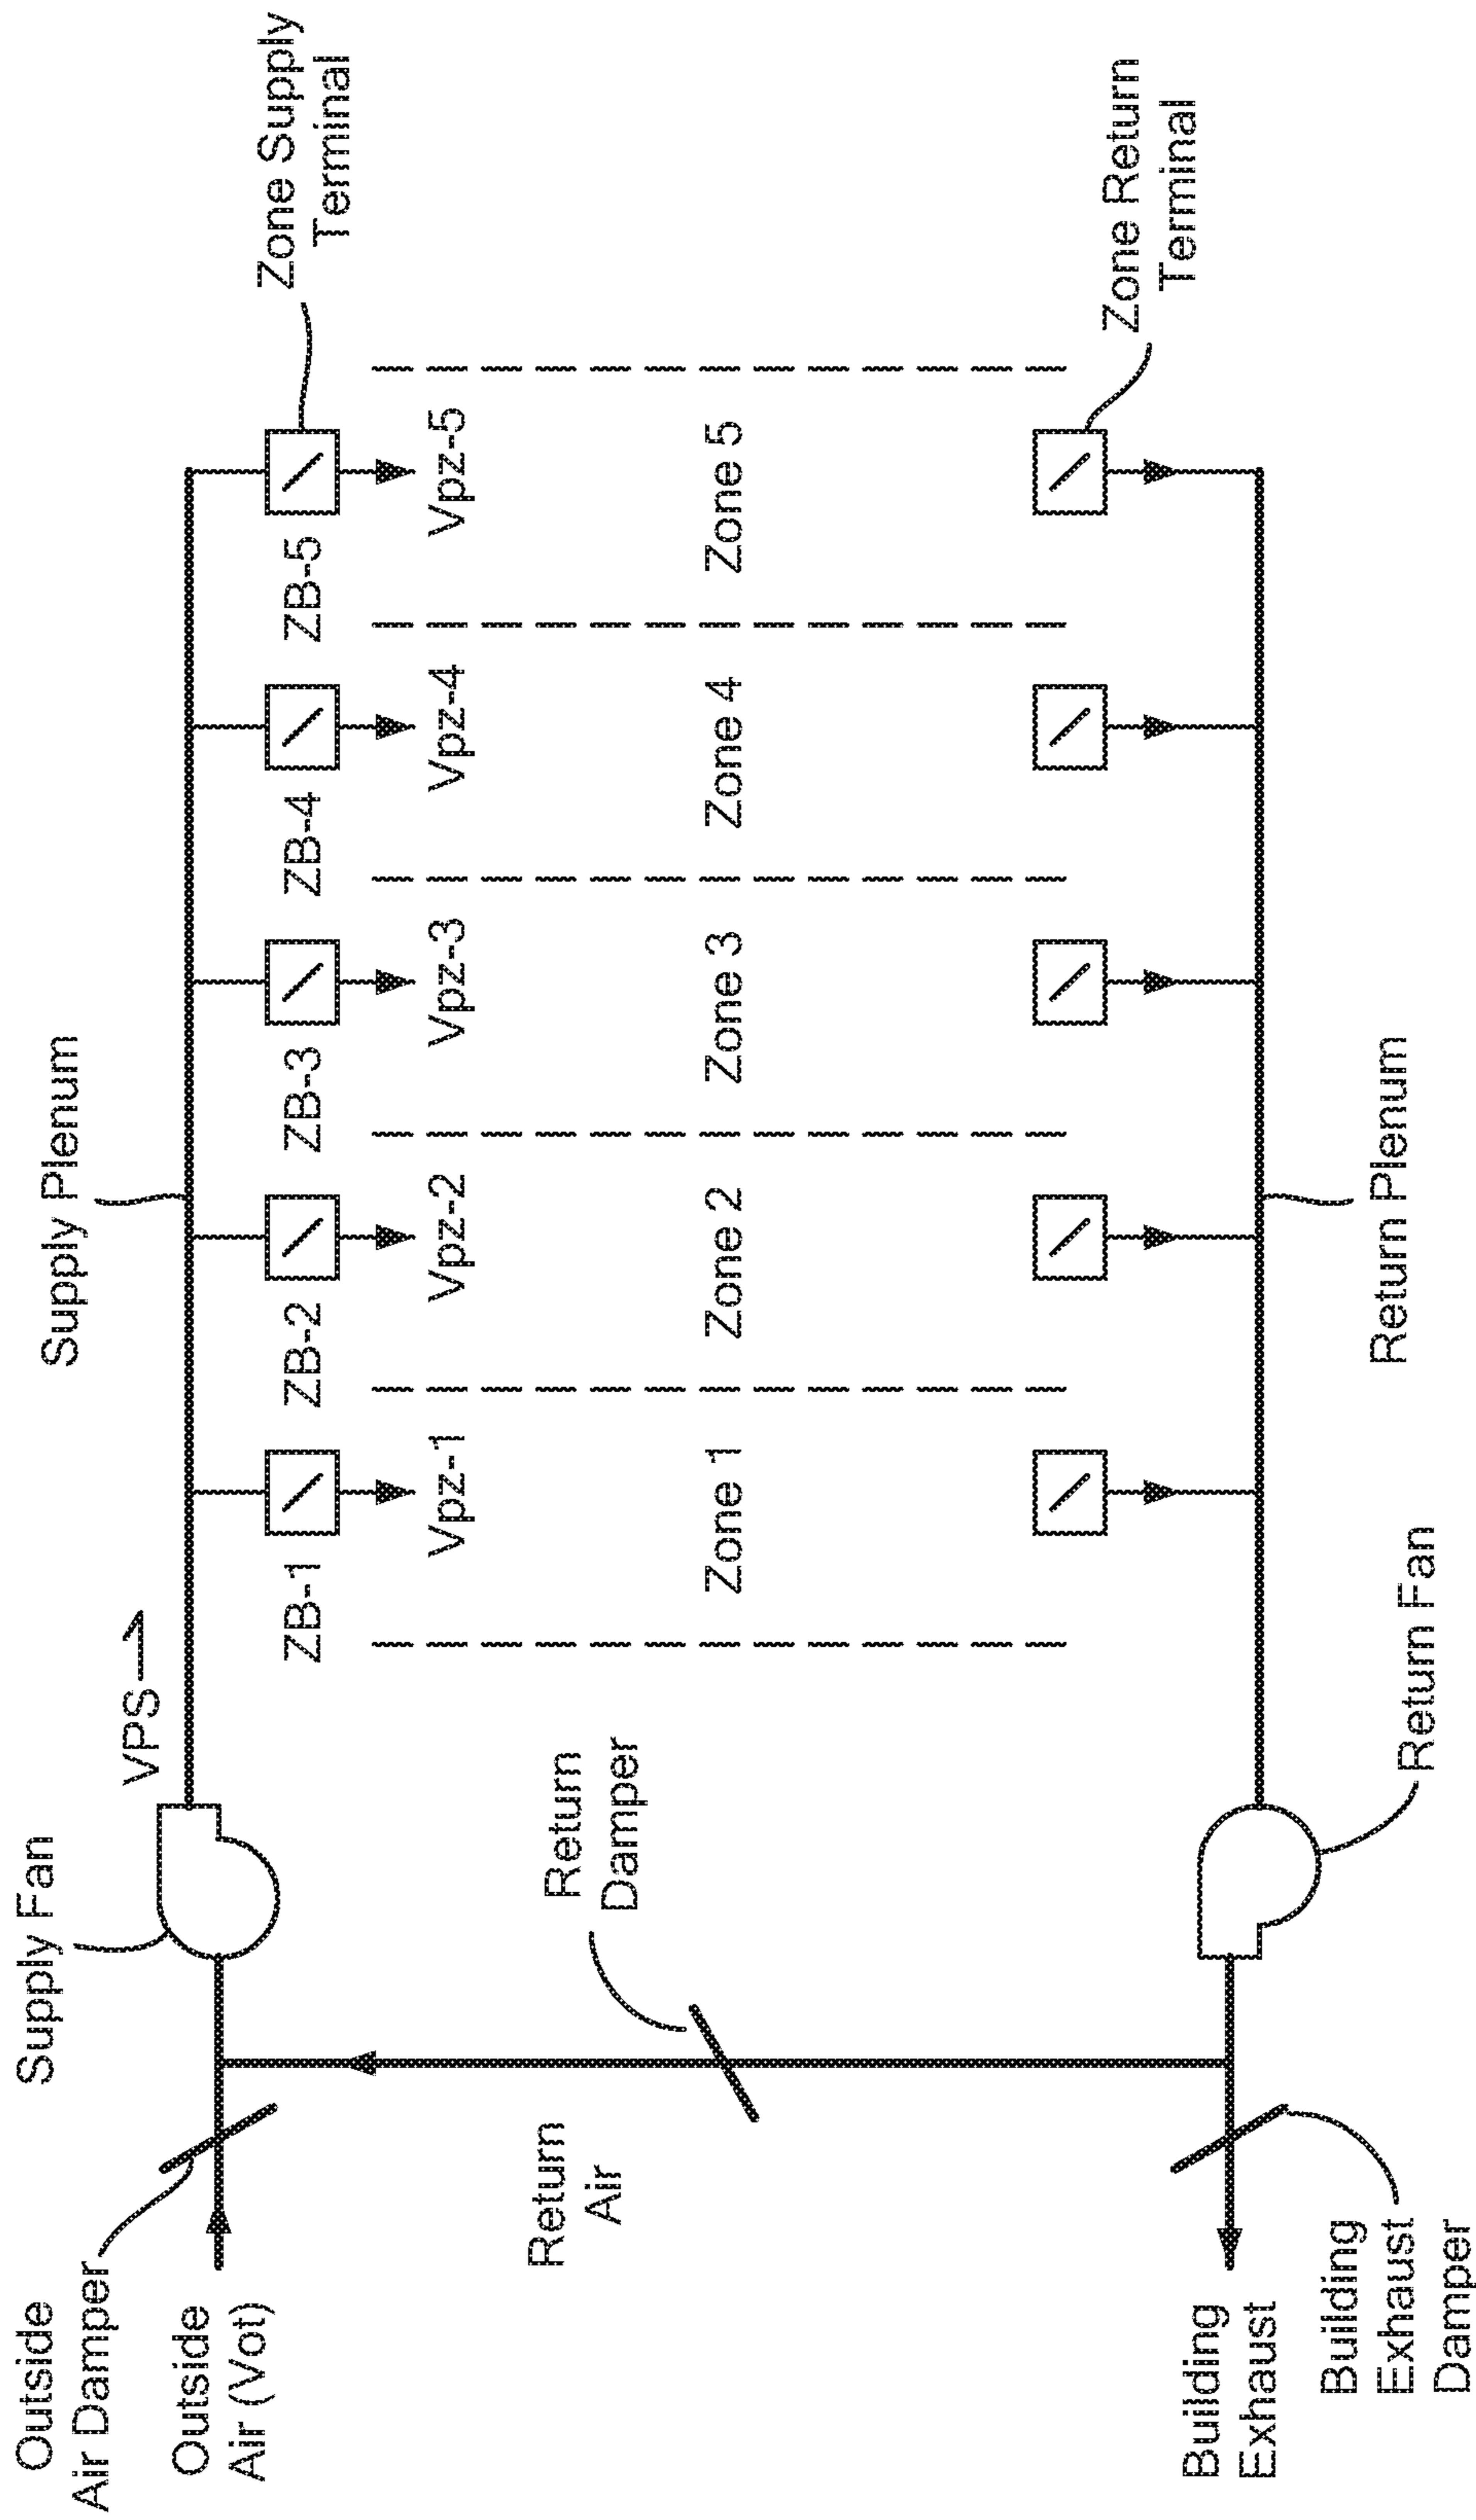 Outside
Air Damper
Outside
Air (Vot)
Supply Fan
VPS
Supply Plenum
Zone Supply
Terminal
ZB-1
ZB-2
ZB-3
ZB-4
ZB-5
Vpz-1
Vpz-2
Vpz-3
Vpz-4
Vpz-5
Return
Air
Return
Damper
Zone 1
Zone 2
Zone 3
Zone 4
Zone 5
Zone Return
Terminal
Building
Exhaust
Building
Exhaust
Damper
Return Fan
Return Plenum